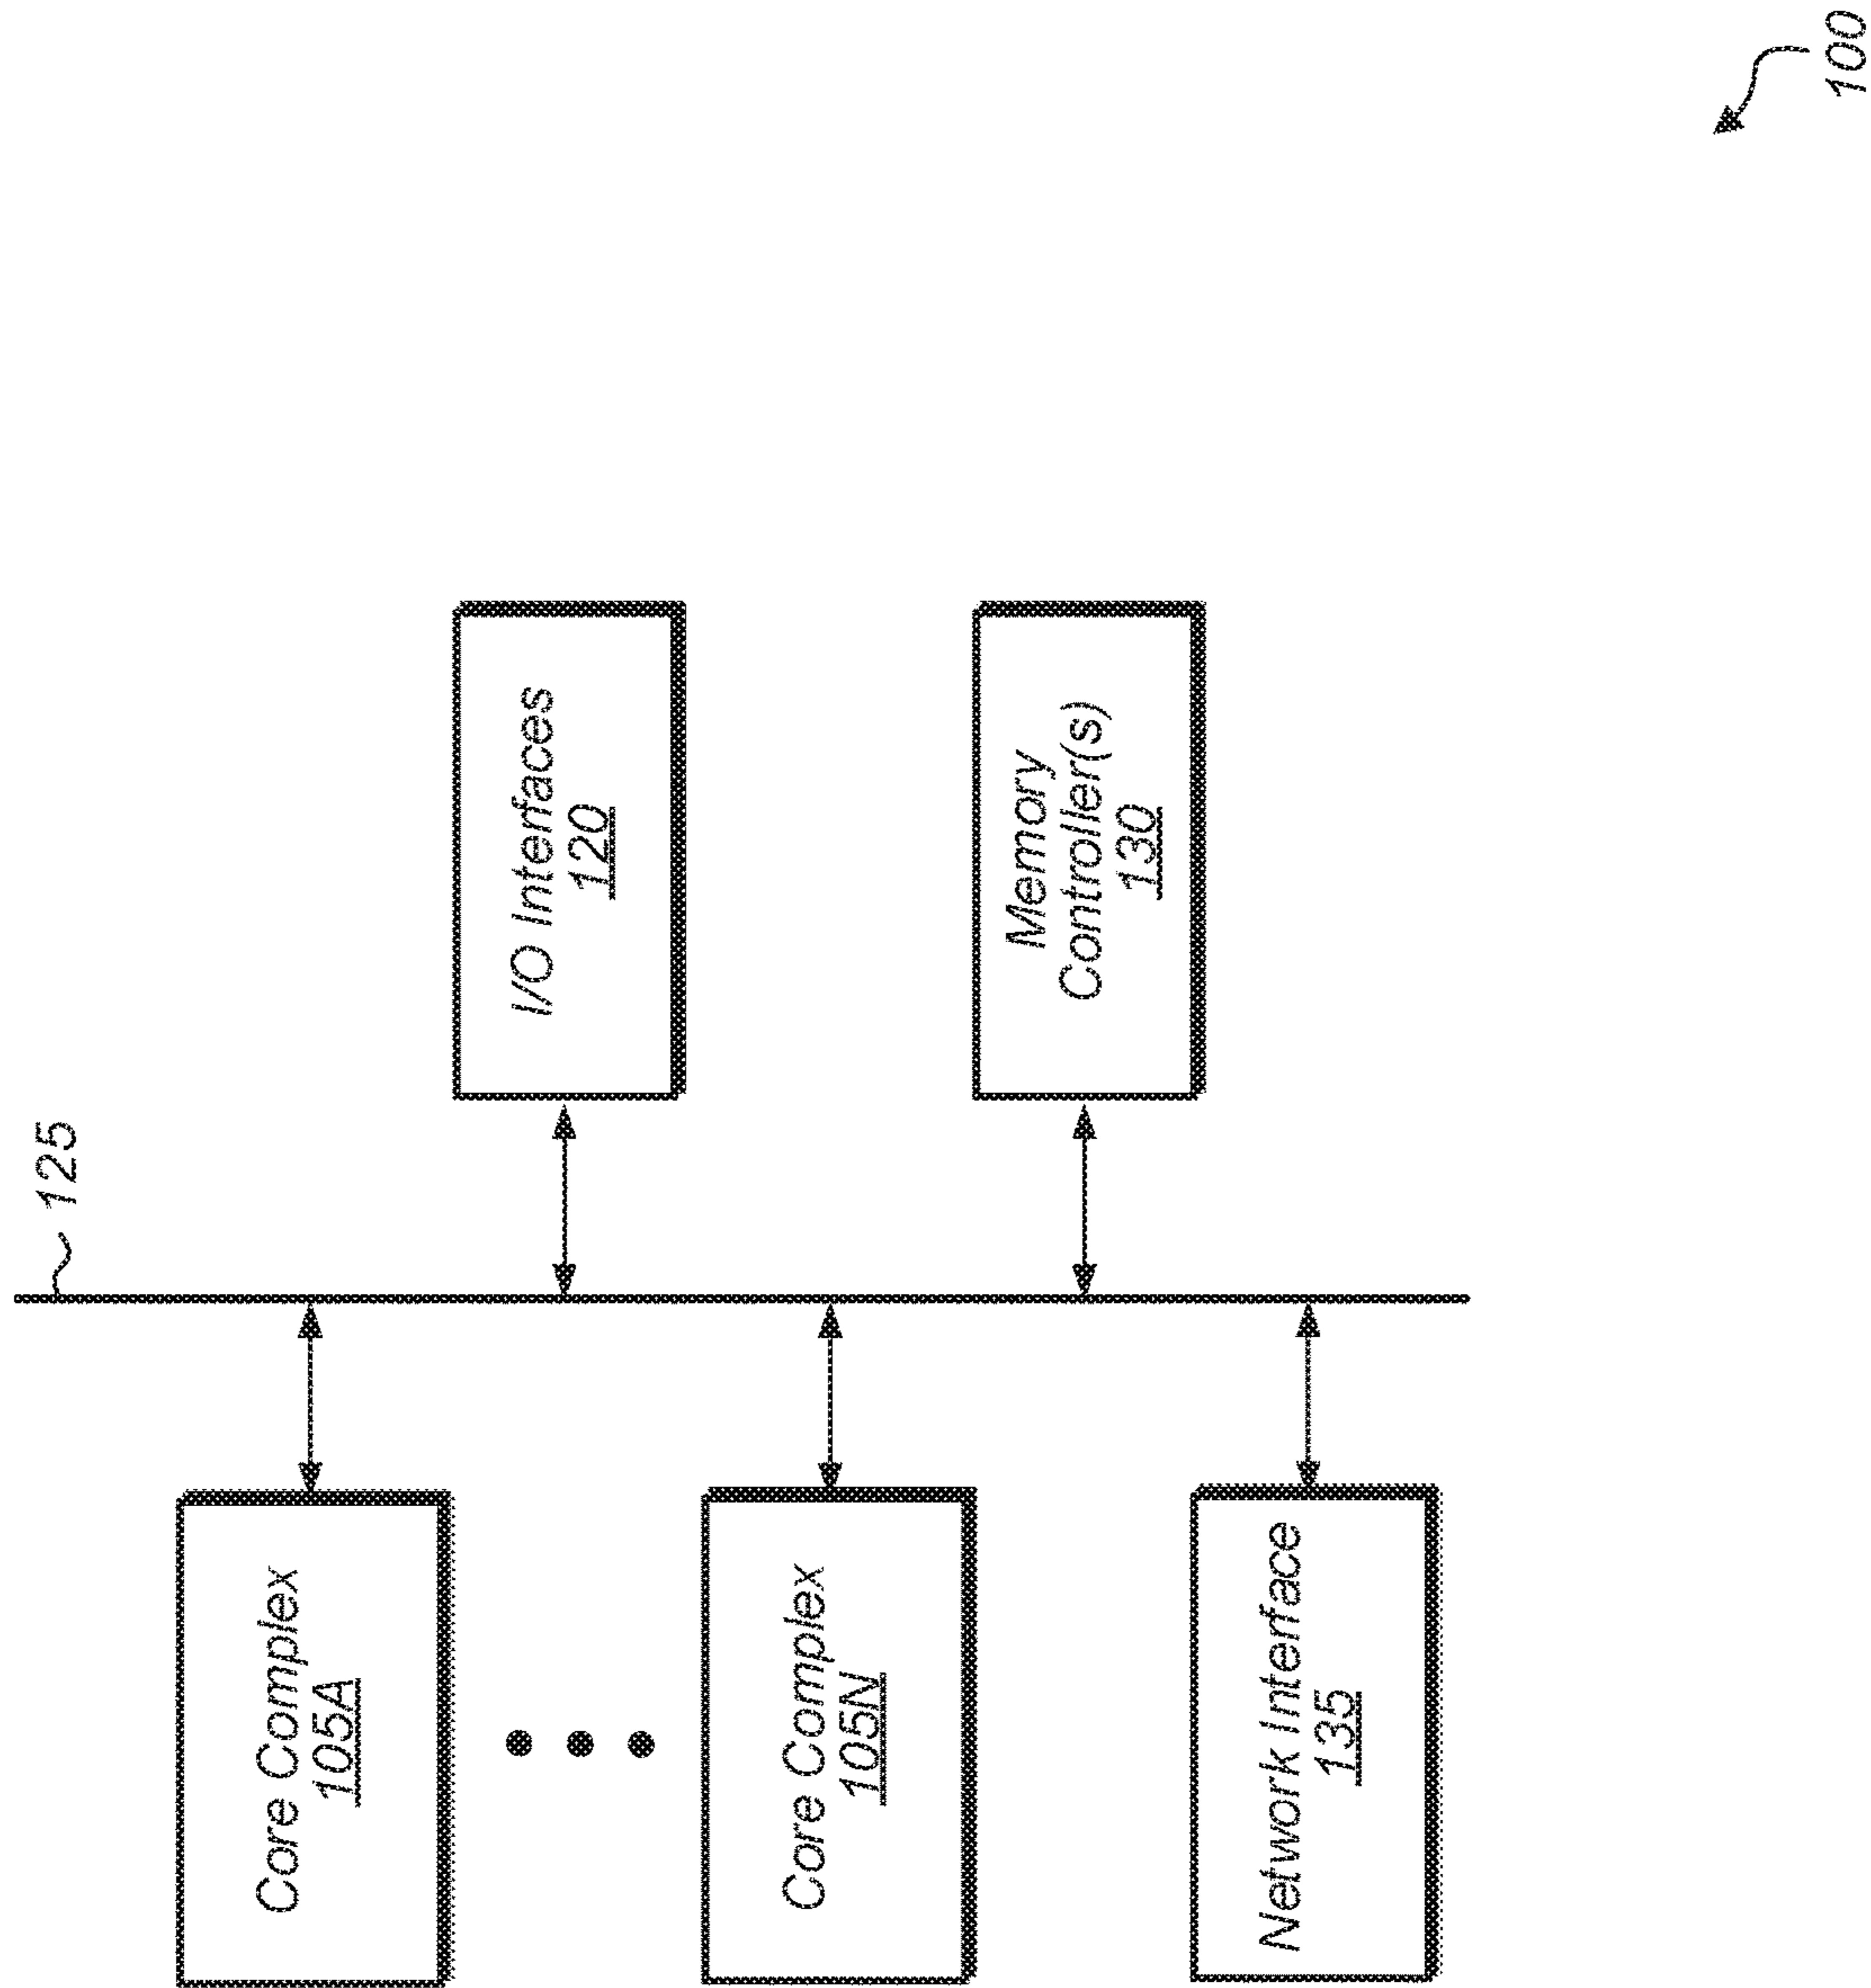 125
Core Complex
105A
Core Complex
105N
Network Interface
135
I/O Interfaces
120
Memory
Controller(s)
130
100